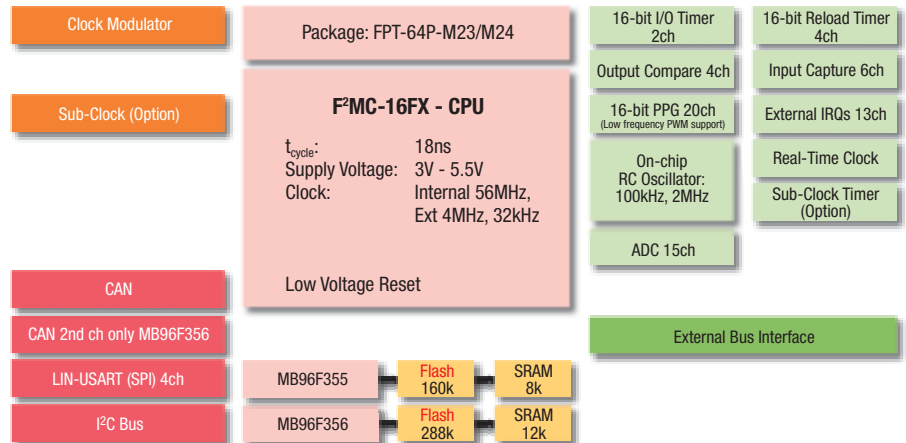 Clock Modulator
Sub-Clock (Option)
CAN
CAN 2nd ch only MB96F356
LIN-USART (SPI) 4ch
I²C Bus
Package: FPT-64P-M23/M24
F²MC-16FX - CPU
tcycle: 18ns
Supply Voltage: 3V - 5.5V
Clock: Internal 56MHz,
Ext 4MHz, 32kHz
Low Voltage Reset
MB96F355
Flash
160k
SRAM
8k
MB96F356
Flash
288k
SRAM
12k
16-bit I/O Timer
2ch
Output Compare 4ch
16-bit PPG 20ch
(Low frequency PWM support)
On-chip
RC Oscillator:
100kHz, 2MHz
ADC 15ch
16-bit Reload Timer
4ch
Input Capture 6ch
External IRQs 13ch
Real-Time Clock
Sub-Clock Timer
(Option)
External Bus Interface